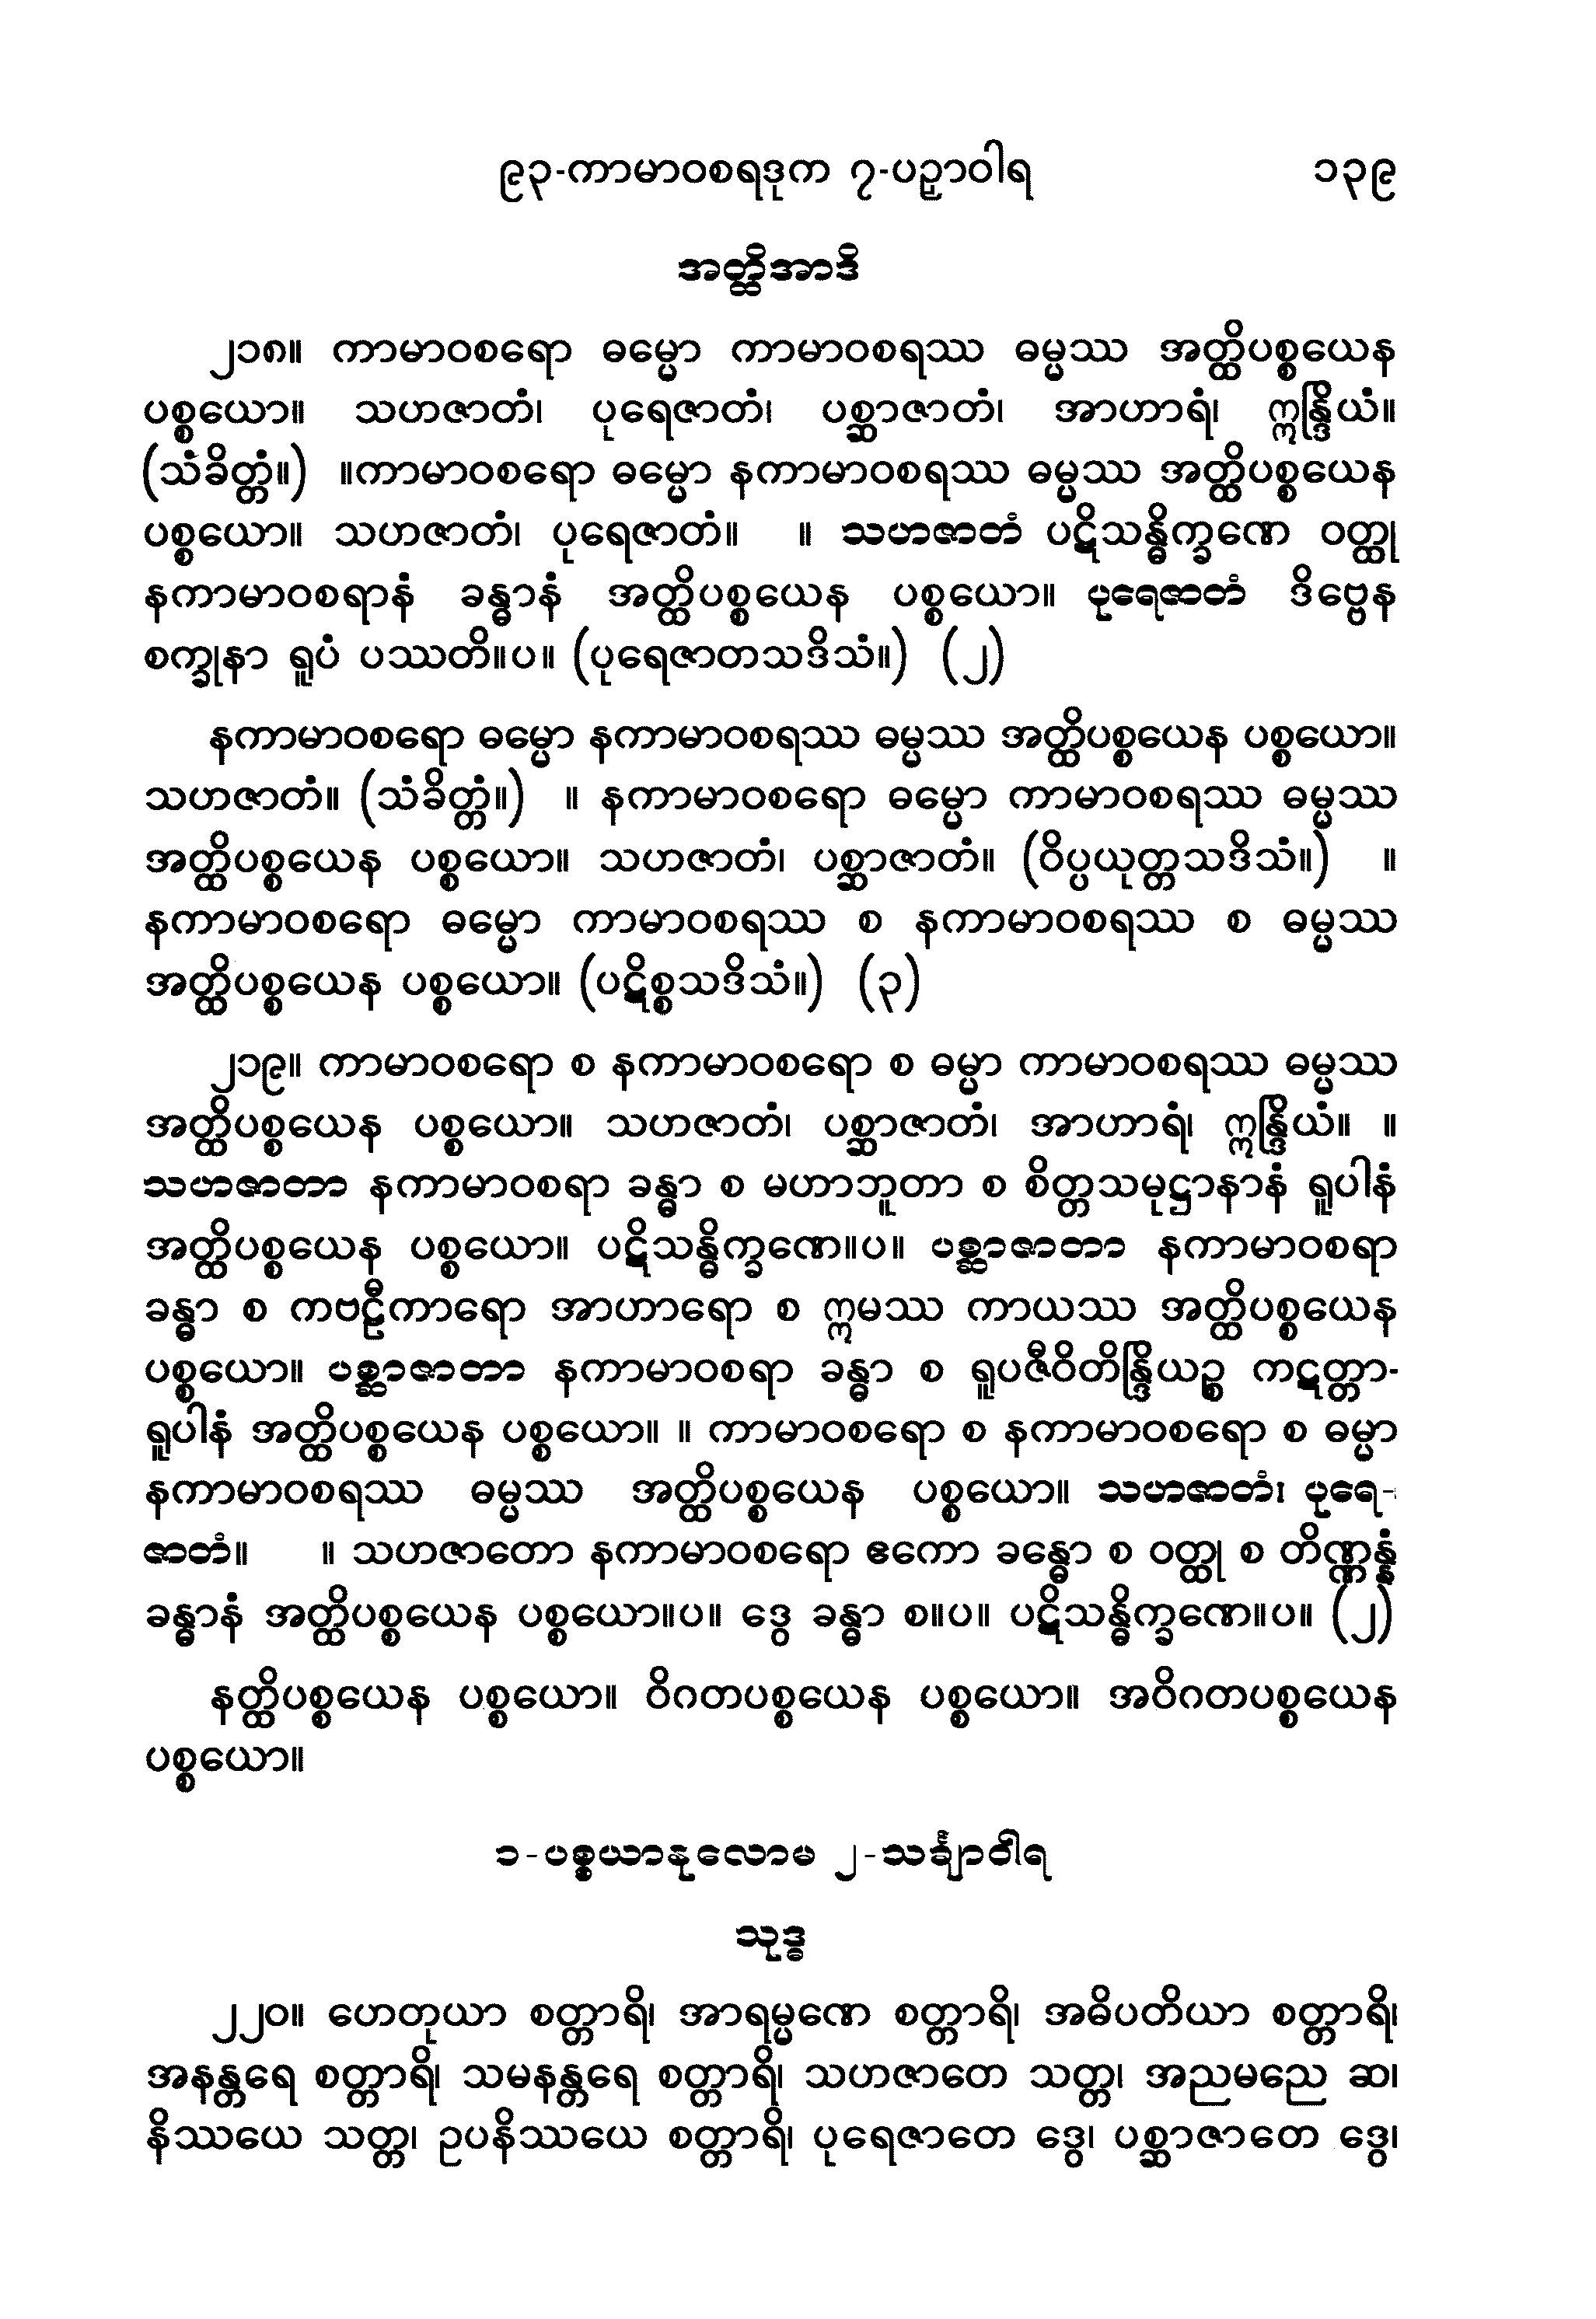 ၉၃-ကာမာဝစရဒုက ၇-ပဉှာဝါရ ၁၃၉
အတ္ထိအာဒိ
၂၁၈။ ကာမာဝစရော ဓမ္မော ကာမာဝစရဿ ဓမ္မဿ အတ္ထိပစ္စယေန
ပစ္စယော။ သဟဇာတံ၊ ပုရေဇာတံ၊ ပစ္ဆာဇာတံ၊ အာဟာရံ၊ ဣန္ဒြိယံ။
(သံခိတ္တံ။) ။ကာမာဝစရော ဓမ္မော နကာမာဝစရဿ ဓမ္မဿ အတ္ထိပစ္စယေန
ပစ္စယော။ သဟဇာတံ၊ ပုရေဇာတံ။ ။ သဟဇာတံ ပဋိသန္ဓိက္ခဏေ ဝတ္ထု
နကာမာဝစရာနံ ခန္ဓာနံ အတ္ထိပစ္စယေန ပစ္စယော။ ပုရေဇာတံ ဒိဗ္ဗေန
စက္ခုနာ ရူပံ ပဿတိ။ပ။ (ပုရေဇာတသဒိသံ။) (၂)
နကာမာဝစရော ဓမ္မော နကာမာဝစရဿ ဓမ္မဿ အတ္ထိပစ္စယေန ပစ္စယော။
သဟဇာတံ။ (သံခိတ္တံ။) ။ နကာမာဝစရော ဓမ္မော ကာမာဝစရဿ ဓမ္မဿ
အတ္ထိပစ္စယေန ပစ္စယော။ သဟဇာတံ၊ ပစ္ဆာဇာတံ။ (ဝိပ္ပယုတ္တသဒိသံ။) ။
နကာမာဝစရော ဓမ္မော ကာမာဝစရဿ စ နကာမာဝစရဿ စ ဓမ္မဿ
အတ္ထိပစ္စယေန ပစ္စယော။ (ပဋိစ္စသဒိသံ။) (၃)
၂၁၉။ ကာမာဝစရော စ နကာမာဝစရော စ ဓမ္မာ ကာမာဝစရဿ ဓမ္မဿ
အတ္ထိပစ္စယေန ပစ္စယော။ သဟဇာတံ၊ ပစ္ဆာဇာတံ၊ အာဟာရံ၊ ဣန္ဒြိယံ။ ။
သဟဇာတာ နကာမာဝစရာ ခန္ဓာ စ မဟာဘူတာ စ စိတ္တသမုဋ္ဌာနာနံ ရူပါနံ
အတ္ထိပစ္စယေန ပစ္စယော။ ပဋိသန္ဓိက္ခဏေ။ပ။ ပစ္ဆာဇာတာ နကာမာဝစရာ
ခန္ဓာ စ ကဗဠီကာရော အာဟာရော စ ဣမဿ ကာယဿ အတ္ထိပစ္စယေန
ပစ္စယော။ ပစ္ဆာဇာတာ နကာမာဝစရာ ခန္ဓာ စ ရူပဇီဝိတိန္ဒြိယဉ္စ ကဋတ္တာ-
ရူပါနံ အတ္ထိပစ္စယေန ပစ္စယော။ ။ ကာမာဝစရော စ နကာမာဝစရော စ ဓမ္မာ
နကာမာဝစရဿ ဓမ္မဿ အတ္ထိပစ္စယေန ပစ္စယော။ သဟဇာတံ၊ ပုရေ-
ဇာတံ။ ။ သဟဇာတော နကာမာဝစရော ဧကော ခန္ဓော စ ဝတ္ထု စ တိဏ္ဏန္နံ
ခန္ဓာနံ အတ္ထိပစ္စယေန ပစ္စယော။ပ။ ဒွေ ခန္ဓာ စ။ပ။ ပဋိသန္ဓိက္ခဏေ။ပ။ (၂)
နတ္ထိပစ္စယေန ပစ္စယော။ ဝိဂတပစ္စယေန ပစ္စယော။ အဝိဂတပစ္စယေန
ပစ္စယော။
၁-ပစ္စယာနုလောမ ၂-သင်္ချာဝါရ
သုဒ္ဓ
၂၂၀။ ဟေတုယာ စတ္တာရိ၊ အာရမ္မဏေ စတ္တာရိ၊ အဓိပတိယာ စတ္တာရိ၊
အနန္တရေ စတ္တာရိ၊ သမနန္တရေ စတ္တာရိ၊ သဟဇာတေ သတ္တ၊ အညမညေ ဆ၊
နိဿယေ သတ္တ၊ ဥပနိဿယေ စတ္တာရိ၊ ပုရေဇာတေ ဒွေ၊ ပစ္ဆာဇာတေ ဒွေ၊